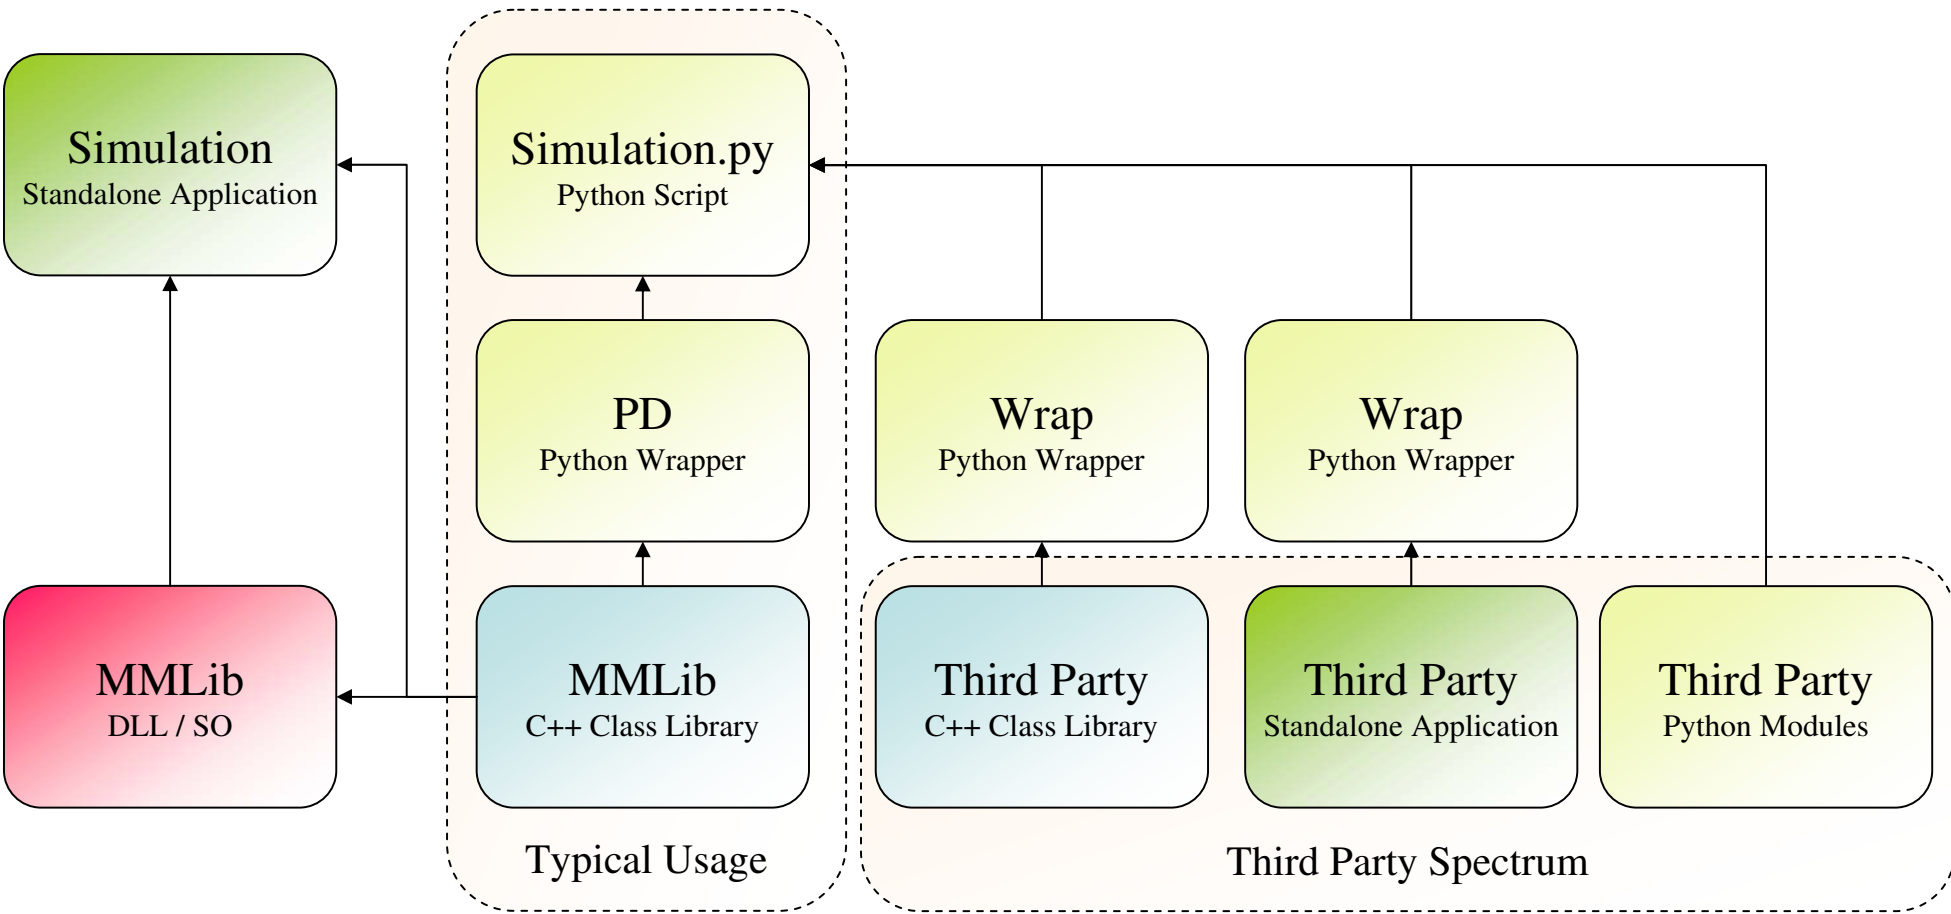 Simulation
Standalone Application
Simulation.py
Python Script
PD
Python Wrapper
Wrap
Python Wrapper
Wrap
Python Wrapper
MMLib
DLL / SO
MMLib
C++ Class Library
Third Party
C++ Class Library
Third Party
Standalone Application
Third Party
Python Modules
Typical Usage
Third Party Spectrum